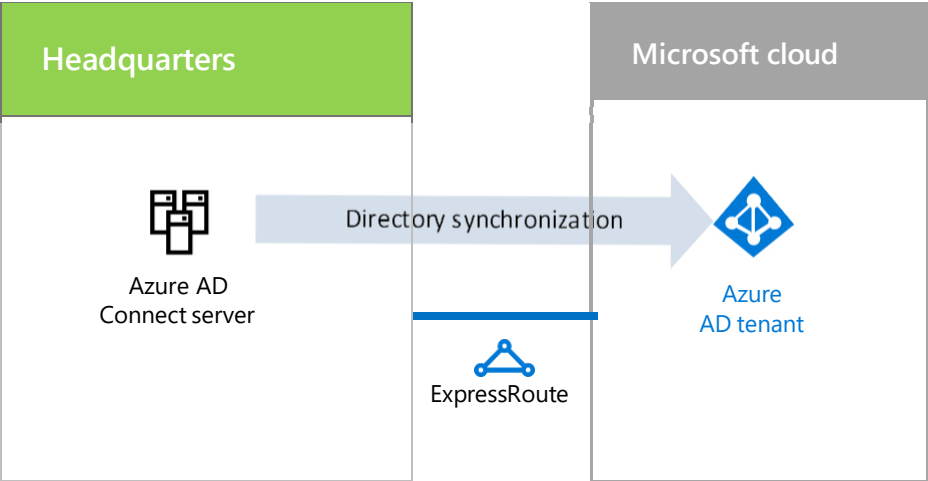 Headquarters
Microsoft cloud
Directory synchronization
Azure AD
Connect server
Azure
AD tenant
ExpressRoute